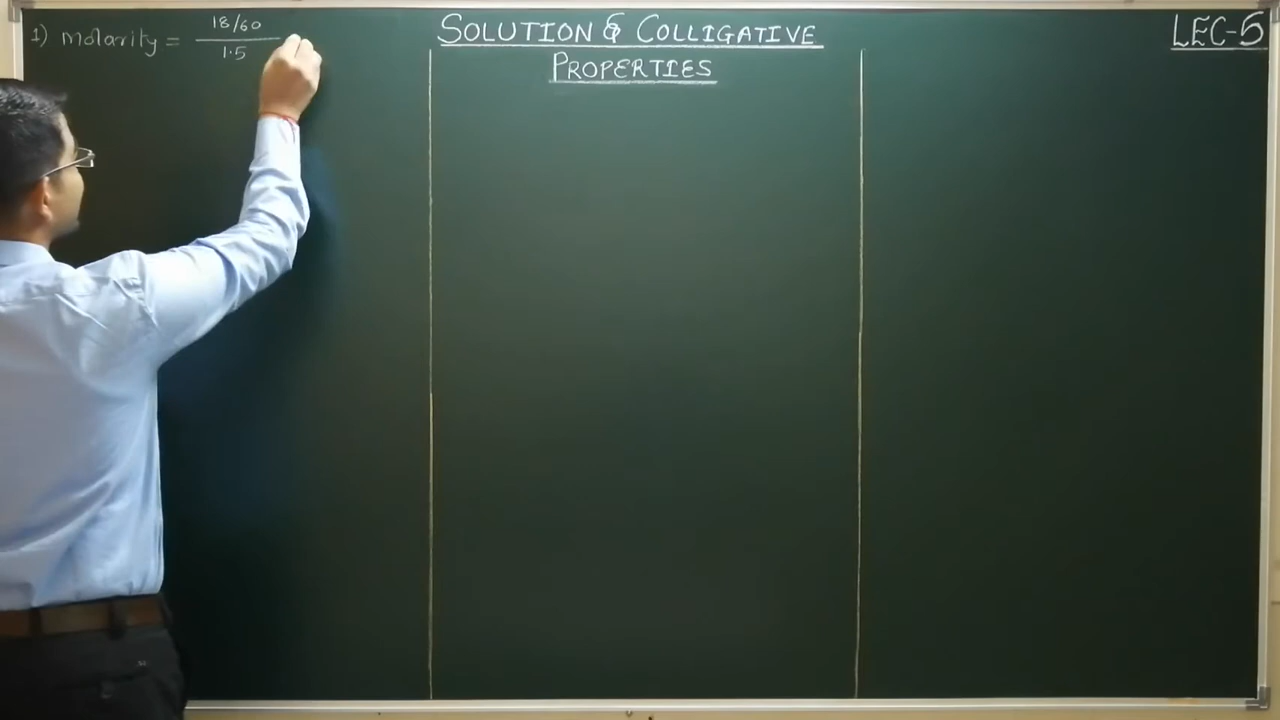 SOLUTION & COLLIGATIVE
PROPERTIES
LEC-5
1) Molarity = 18/60
1.5